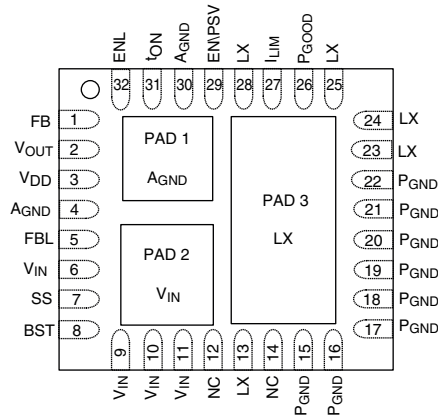 ENL
tON
AGND
EN\PSV
LX
ILIM
PGOOD
LX
32
31
30
29
28
27
26
25
FB 1
VOUT 2
VDD 3
AGND 4
FBL 5
VIN 6
SS 7
BST 8
PAD 1
AGND
PAD 2
VIN
PAD 3
LX
24 LX
23 LX
22 PGND
21 PGND
20 PGND
19 PGND
18 PGND
17 PGND
9
10
11
12
13
14
15
16
VIN
VIN
VIN
NC
LX
NC
PGND
PGND